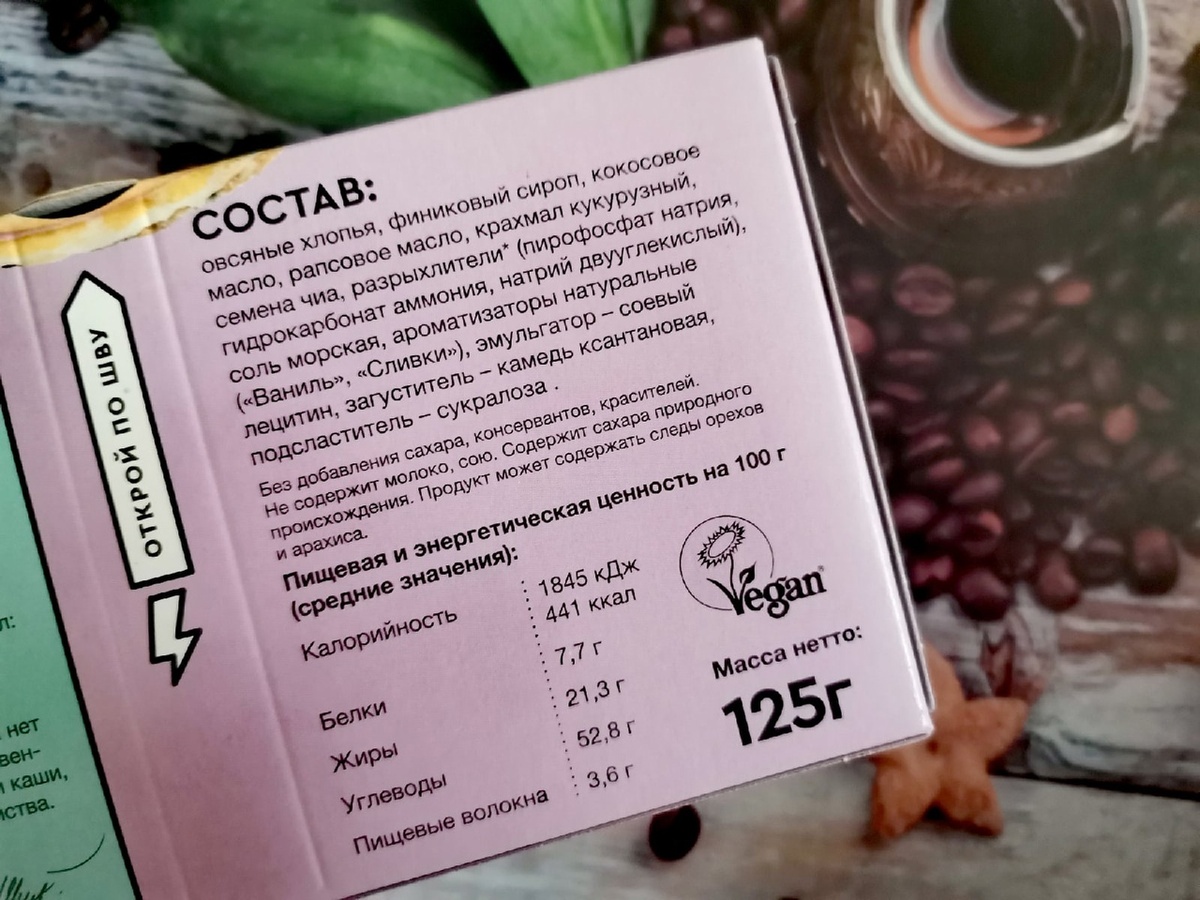 СОСТАВ:
овсяные хлопья, финиковый сироп, кокосовое
масло, рапсовое масло, крахмал кукурузный,
семена чиа, разрыхлители* (пирофосфат натрия,
гидрокарбонат аммония, натрий двууглекислый),
соль морская, ароматизаторы натуральные
(«Ваниль», «Сливки»), эмульгатор – соевый
лецитин, загуститель – камедь ксантановая,
подсластитель – сукралоза .
Без добавления сахара, консервантов, красителей.
Не содержит молоко, сою. Содержит сахара природного
происхождения. Продукт может содержать следы орехов
и арахиса.
Пищевая и энергетическая ценность на 100 г
(средние значения):
Калорийность
1845 кДж
441 ккал
Белки
7,7 г
Жиры
21,3 г
Углеводы
52,8 г
Пищевые волокна
3,6 г
Vegan
Масса нетто:
125г
ОТКРОЙ ПО ШВУ
л:
нет
вен-
каши,
ства.